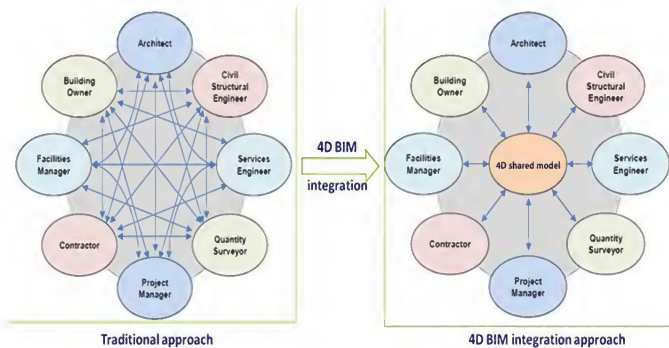 Architect
Building
Owner
Civil
Structural
Engineer
Facilities
Manager
Services
Engineer
Contractor
Quantity
Surveyor
Project
Manager
Traditional approach
4D BIM
integration
Architect
Building
Owner
Civil
Structural
Engineer
Facilities
Manager
4D shared model
Services
Engineer
Contractor
Quantity
Surveyor
Project
Manager
4D BIM integration approach